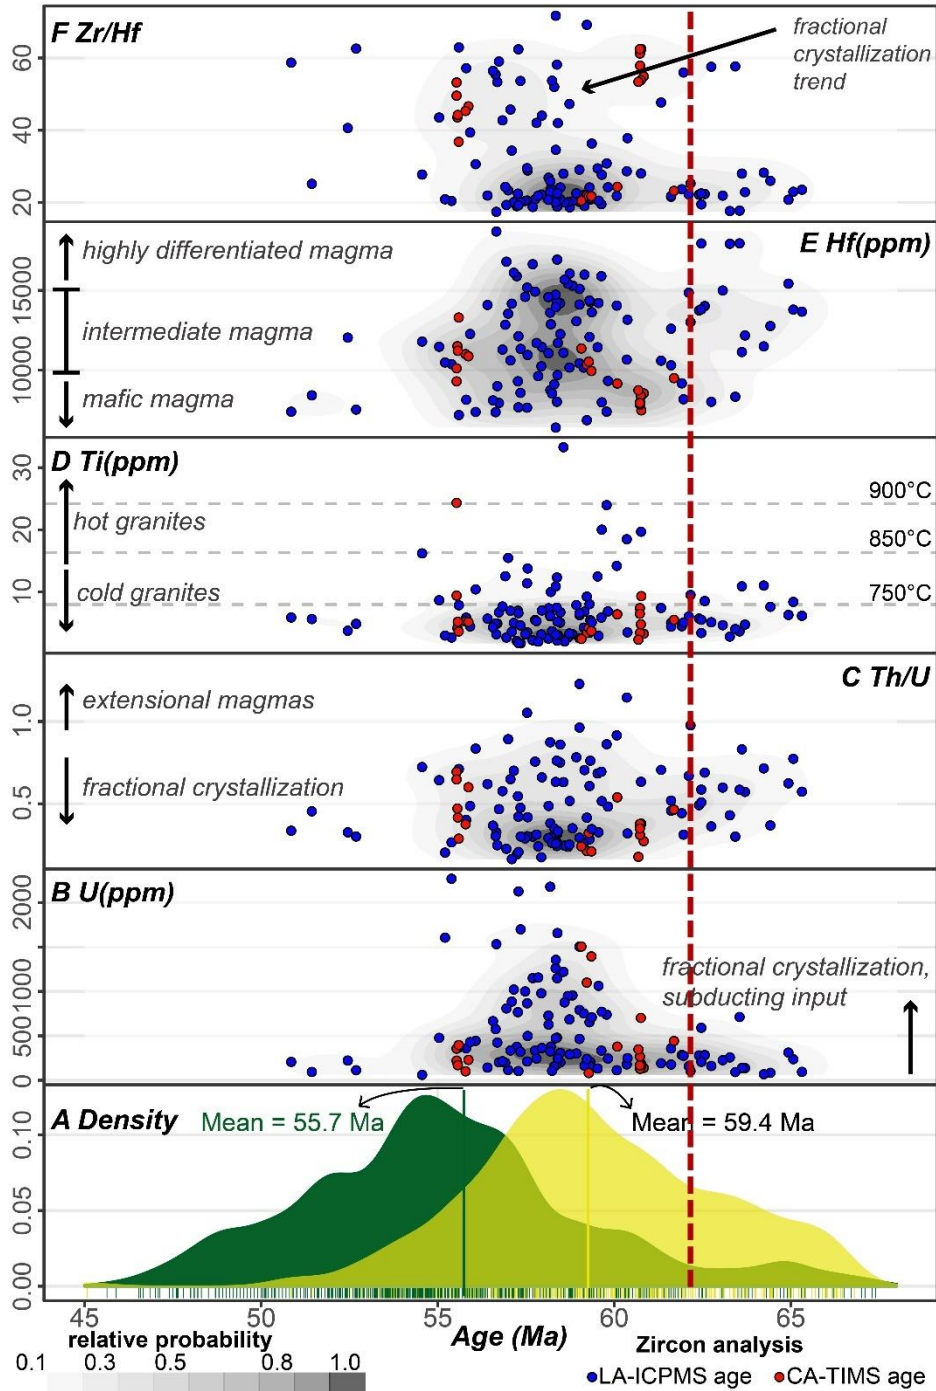 F Zr/Hf
fractional
crystallization
trend
60
40
20
E Hf(ppm)
highly differentiated magma
intermediate magma
mafic magma
15000
10000
D Ti(ppm)
hot granites
cold granites
900°C
850°C
750°C
30
20
10
C Th/U
extensional magmas
fractional crystallization
1.0
0.5
B U(ppm)
fractional crystallization,
subducting input
2000
1000
500
0
A Density
Mean = 55.7 Ma
Mean = 59.4 Ma
0.10
0.05
0.00
45 50 55 60 65
relative probability
Age (Ma)
Zircon analysis
0.1 0.3 0.5 0.8 1.0
LA-ICPMS age
CA-TIMS age